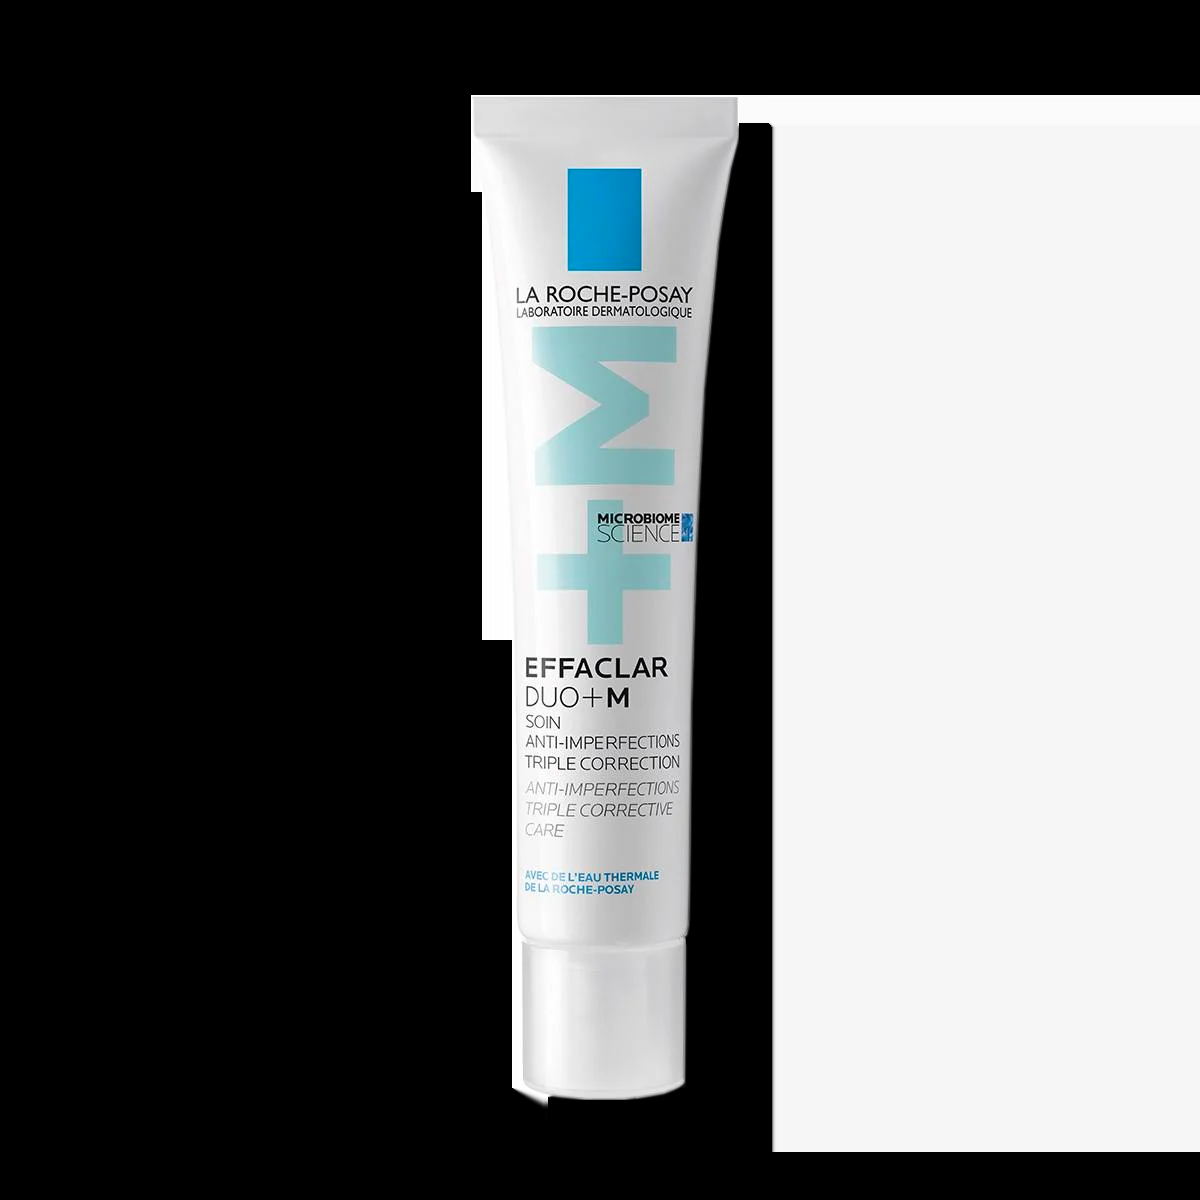 LA ROCHE-POSAY
LABORATOIRE DERMATOLOGIQUE
+M
MICROBIOME
SCIENCE
EFFACLAR
DUO+M
SOIN
ANTI-IMPERFECTIONS
TRIPLE CORRECTION
ANTI-IMPERFECTIONS
TRIPLE CORRECTIVE
CARE
AVEC DE L'EAU THERMALE
DE LA ROCHE-POSAY